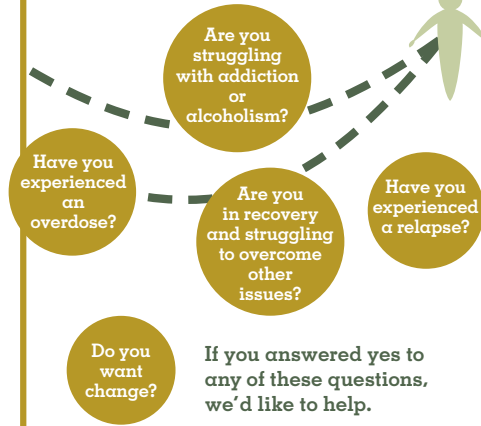 Are you
struggling
with addiction
or
alcoholism?
Have you
experienced
an
overdose?
Are you
in recovery
and struggling
to overcome
other
issues?
Have you
experienced
a relapse?
Do you
want
change?
If you answered yes to
any of these questions,
we’d like to help.